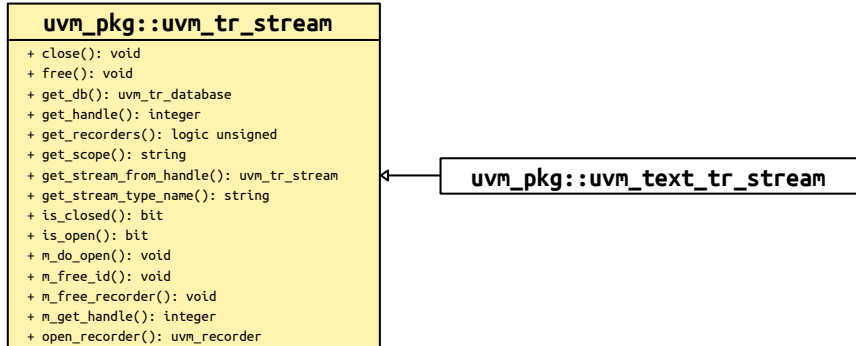 uvm_pkg::uvm_tr_stream
+ close(): void
+ free(): void
+ get_db(): uvm_tr_database
+ get_handle(): integer
+ get_recorders(): logic unsigned
+ get_scope(): string
+ get_stream_from_handle(): uvm_tr_stream
+ get_stream_type_name(): string
+ is_closed(): bit
+ is_open(): bit
+ m_do_open(): void
+ m_free_id(): void
+ m_free_recorder(): void
+ m_get_handle(): integer
+ open_recorder(): uvm_recorder
uvm_pkg::uvm_text_tr_stream